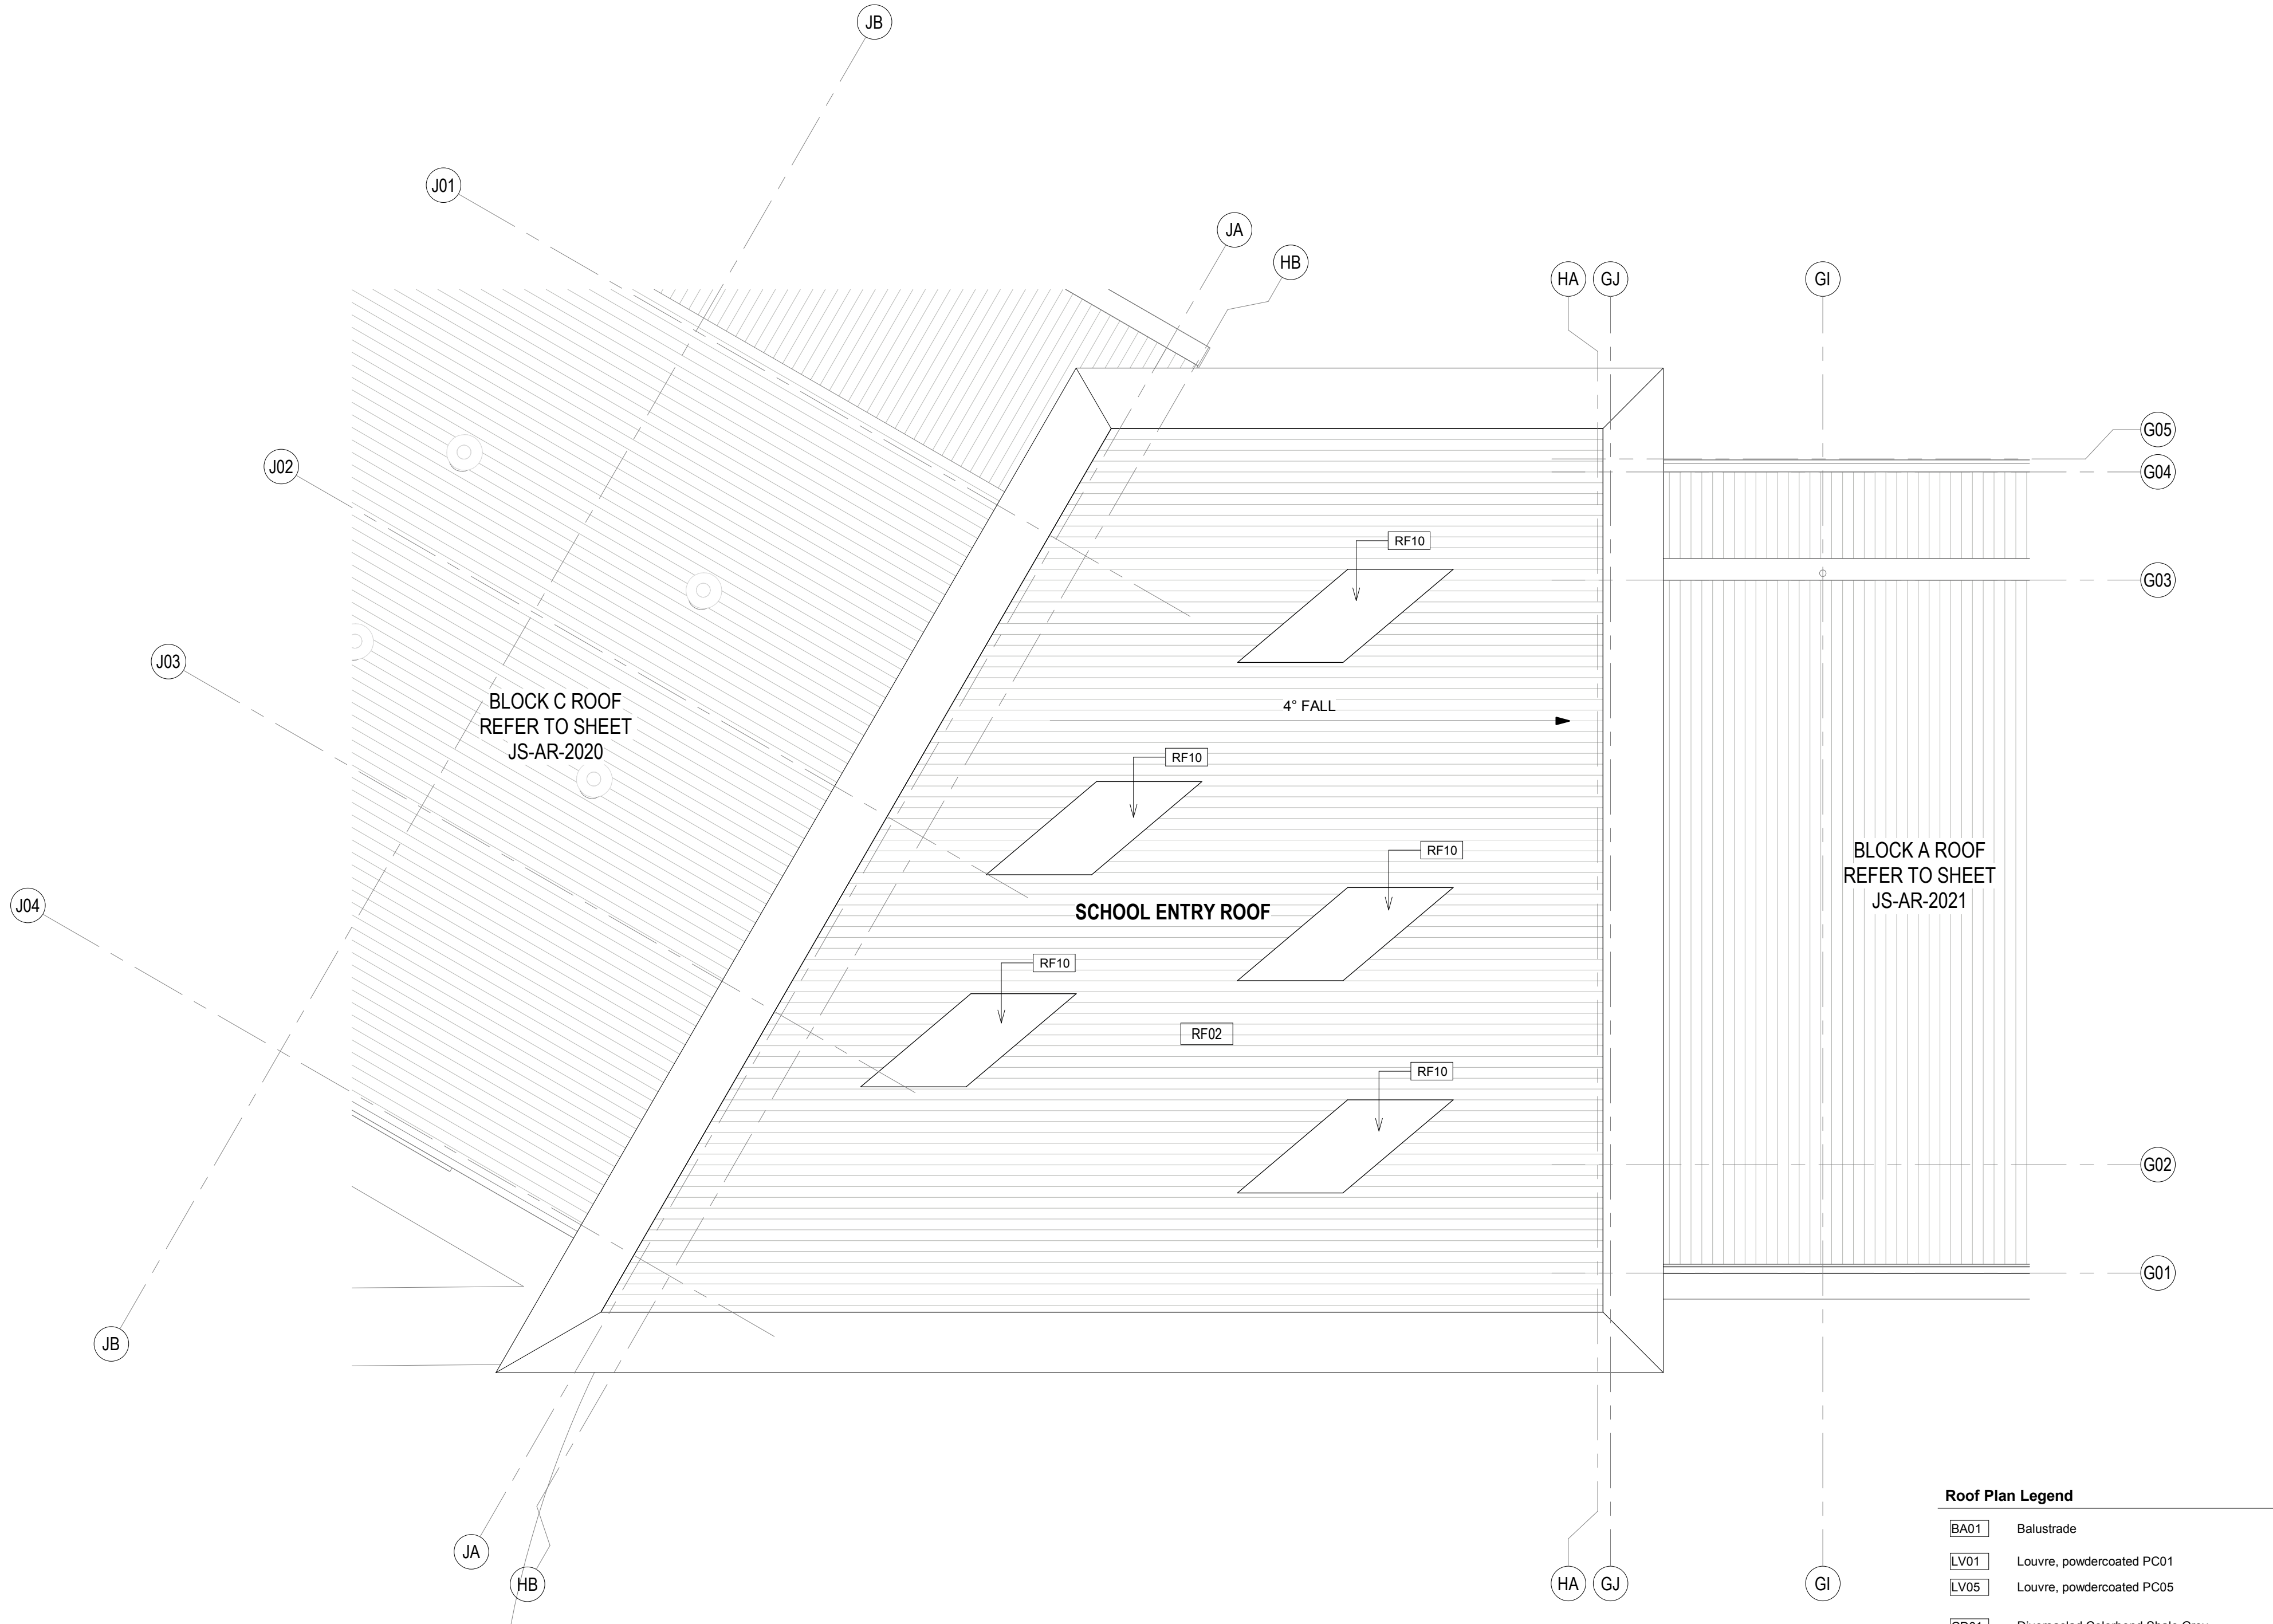 JB
J01
JA
HB
HA
GJ
GI
G05
G04
J02
RF10
G03
J03
BLOCK C ROOF
REFER TO SHEET
JS-AR-2020
4° FALL
RF10
RF10
BLOCK A ROOF
REFER TO SHEET
JS-AR-2021
J04
SCHOOL ENTRY ROOF
RF10
RF02
RF10
G02
G01
JB
JA
HB
HA
GJ
GI
Roof Plan Legend
BA01 Balustrade
LV01 Louvre, powdercoated PC01
LV05 Louvre, powdercoated PC05